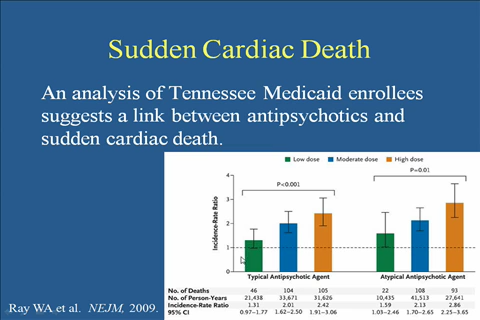 Sudden Cardiac Death
An analysis of Tennessee Medicaid enrollees
suggests a link between antipsychotics and
sudden cardiac death.
Low dose Moderate dose High dose
Incidence-Rate Ratio
4
3
2
1
0
P<0.001
P=0.01
Typical Antipsychotic Agent Atypical Antipsychotic Agent
No. of Deaths 46 104 105 22 108 93
No. of Person-Years 21,438 33,671 31,626 10,435 41,513 27,641
Incidence-Rate Ratio 1.31 2.01 2.42 1.59 2.13 2.86
95% CI 0.97–1.77 1.62–2.50 1.91–3.06 1.03–2.46 1.70–2.65 2.25–3.65
Ray WA et al. NEJM, 2009.